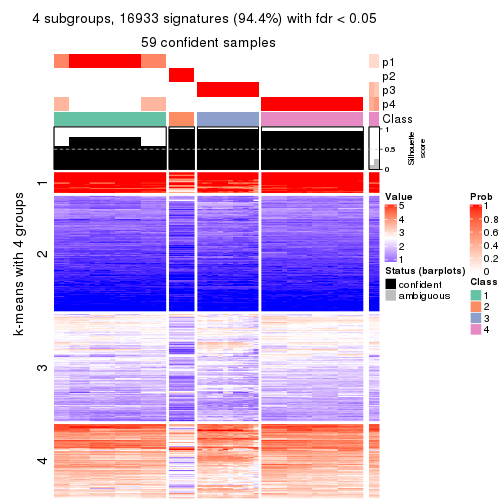 4 subgroups, 16933 signatures (94.4%) with fdr < 0.05
59 confident samples
p1
p2
p3
p4
Class
1
0.5
0
Silhouette
score
k-means with 4 groups
1
2
3
4
Value
5
4
3
2
1
Status (barplots)
confident
ambiguous
Prob
1
0.8
0.6
0.4
0.2
0
Class
1
2
3
4